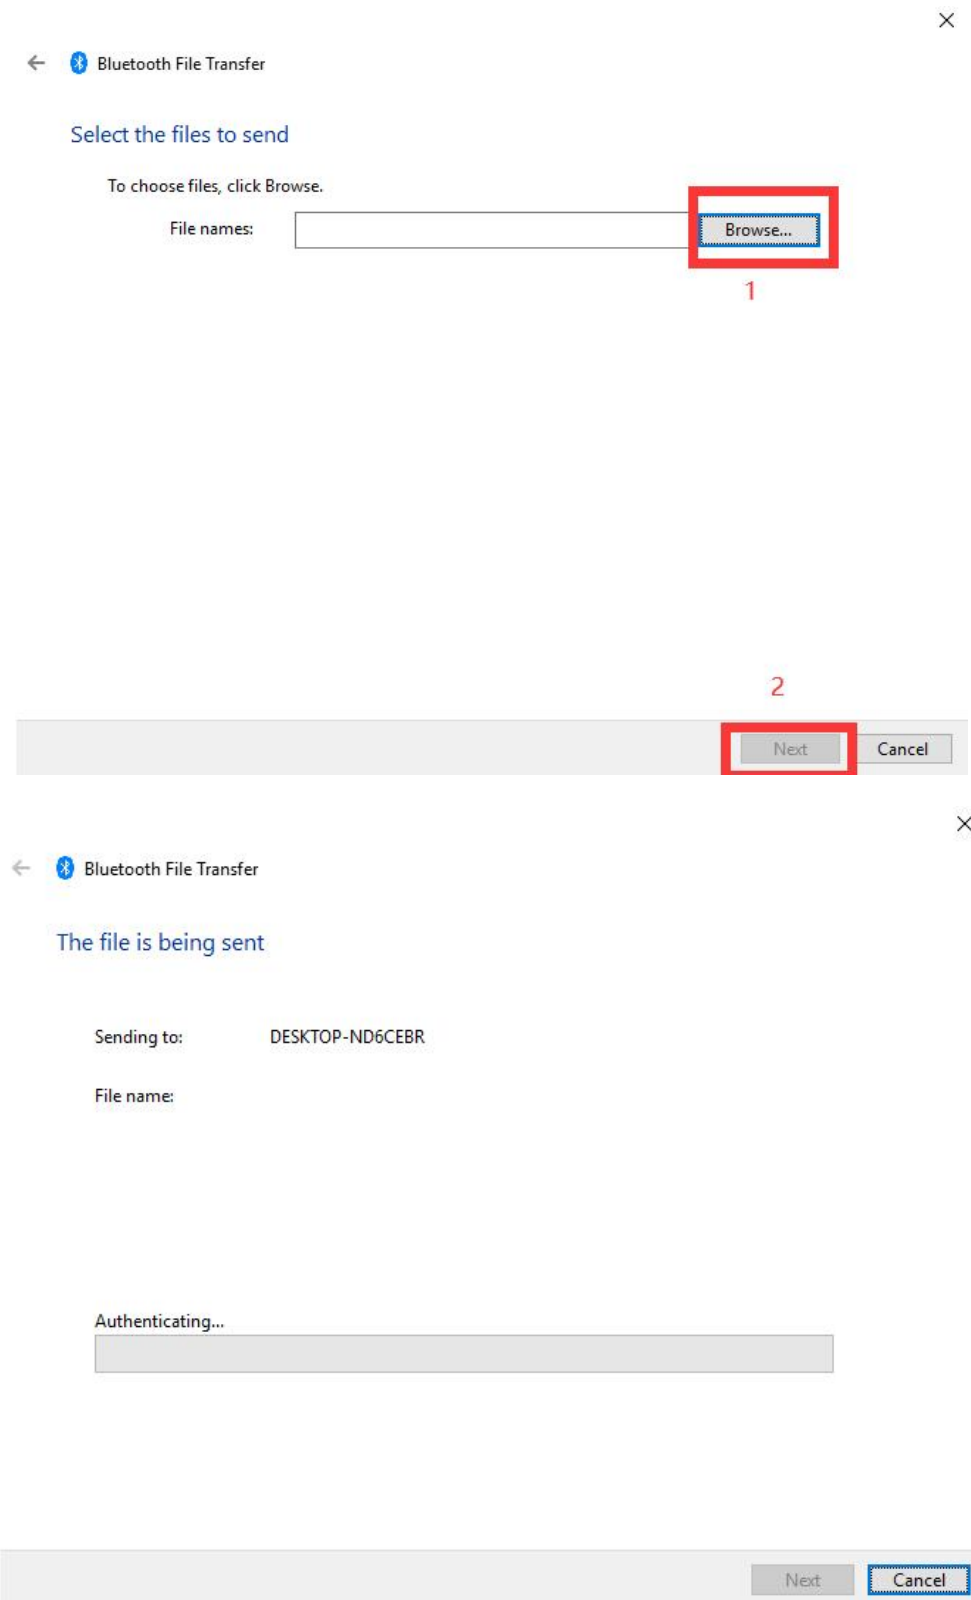 Bluetooth File Transfer
Select the files to send
To choose files, click Browse.
File names: Browse...
1
2
Next Cancel
Bluetooth File Transfer
The file is being sent
Sending to: DESKTOP-ND6CEBR
File name:
Authenticating...
Next Cancel